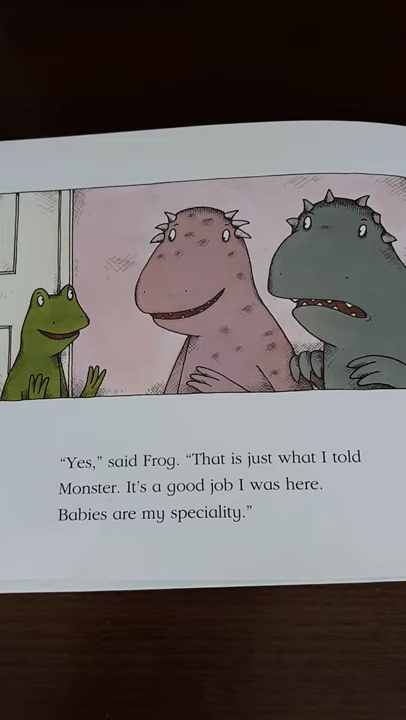 “Yes,” said Frog. “That is just what I told
Monster. It’s a good job I was here.
Babies are my speciality.”